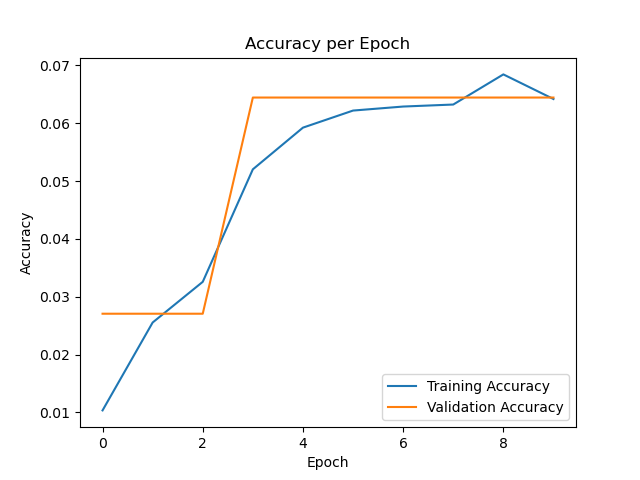 Accuracy per Epoch
0.07
0.06
0.05
0.04
0.03
0.02
0.01
Accuracy
Training Accuracy
Validation Accuracy
0 2 4 6 8
Epoch